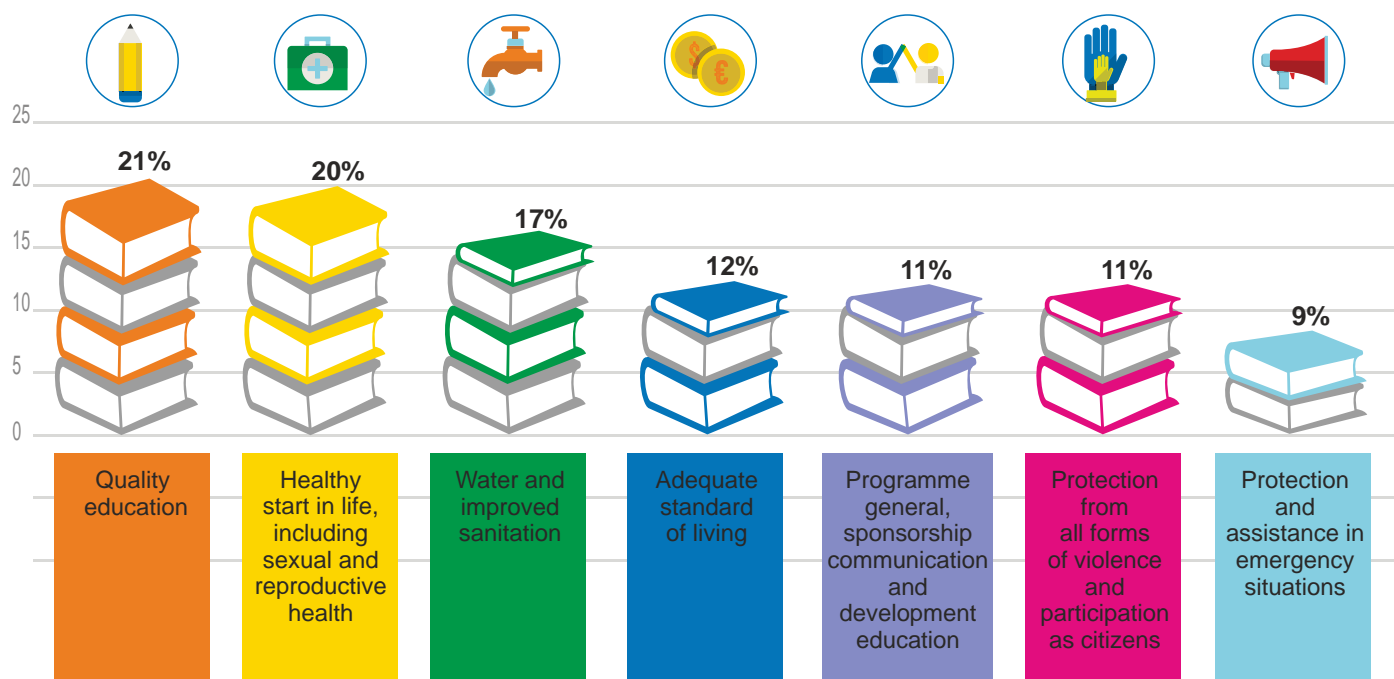 25
20
15
10
5
0
21%
20%
17%
12%
11%
11%
9%
$
€
Quality
education
Healthy
start in life,
including
sexual and
reproductive
health
Water and
improved
sanitation
Adequate
standard
of living
Programme
general,
sponsorship
communication
and
development
education
Protection
from
all forms
of violence
and
participation
as citizens
Protection
and
assistance in
emergency
situations